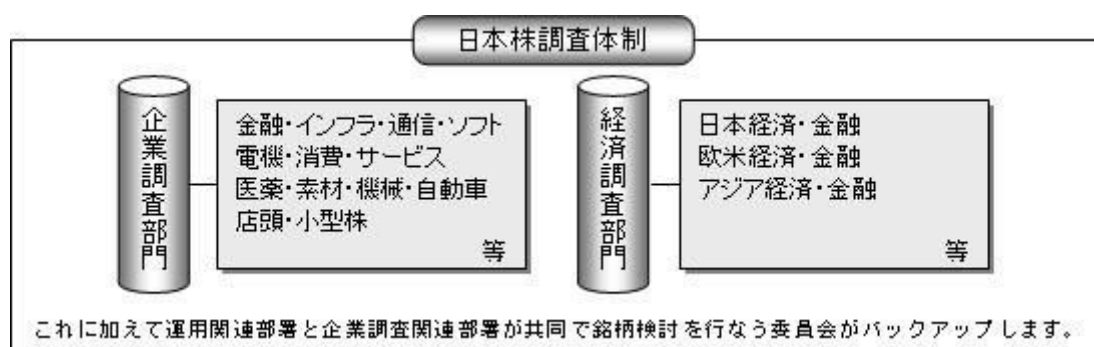 日本株調査体制
企業調査部門
金融・インフラ・通信・ソフト
電機・消費・サービス
医薬・素材・機械・自動車
店頭・小型株
等
経済調査部門
日本経済・金融
欧米経済・金融
アジア経済・金融
等
これに加えて運用関連部署と企業調査関連部署が共同で銘柄検討を行なう委員会がバックアップします。